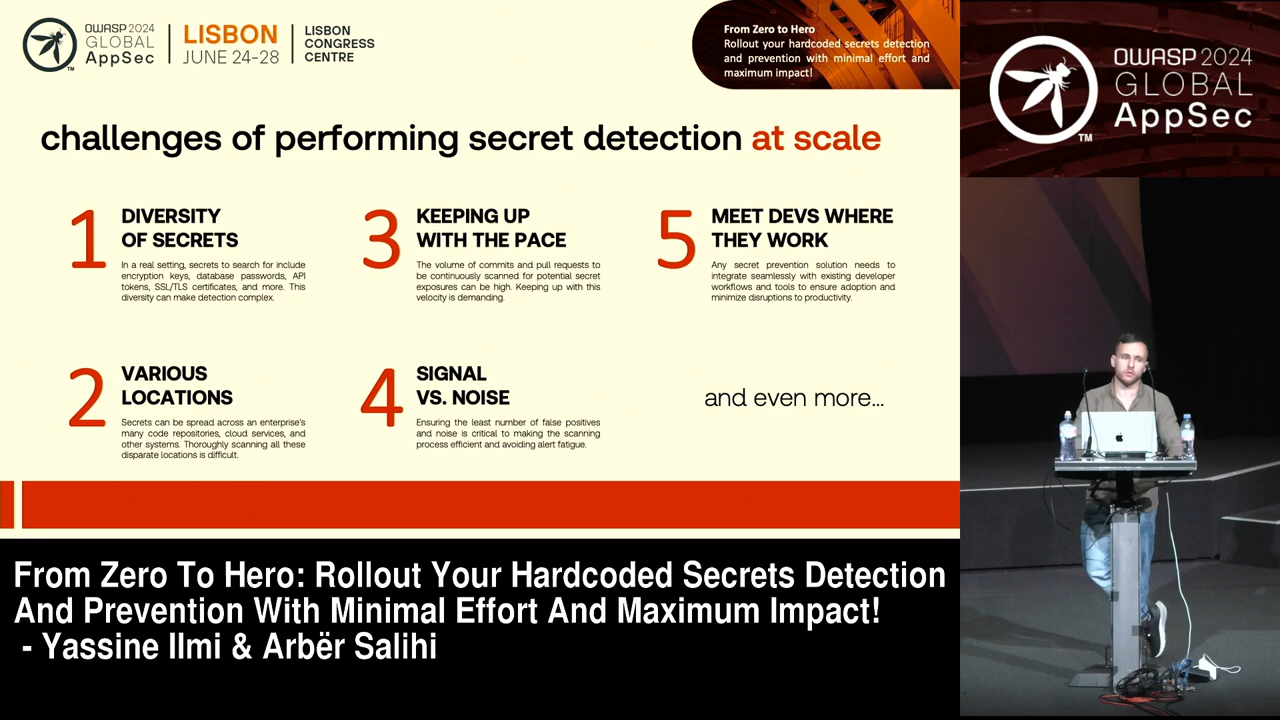 OWASP 2024
GLOBAL
AppSec
TM
LISBON
JUNE 24-28
LISBON
CONGRESS
CENTRE
From Zero to Hero
Rollout your hardcoded secrets detection
and prevention with minimal effort and
maximum impact!
OWASP 2024
GLOBAL
AppSec
TM
challenges of performing secret detection at scale
1 DIVERSITY
OF SECRETS
In a real setting, secrets to search for include
encryption keys, database passwords, API
tokens, SSL/TLS certificates, and more. This
diversity can make detection complex.
2 VARIOUS
LOCATIONS
Secrets can be spread across an enterprise's
many code repositories, cloud services, and
other systems. Thoroughly scanning all these
disparate locations is difficult.
3 KEEPING UP
WITH THE PACE
The volume of commits and pull requests to
be continuously scanned for potential secret
exposures can be high. Keeping up with this
velocity is demanding.
4 SIGNAL
VS. NOISE
Ensuring the least number of false positives
and noise is critical to making the scanning
process efficient and avoiding alert fatigue.
5 MEET DEVS WHERE
THEY WORK
Any secret prevention solution needs to
integrate seamlessly with existing developer
workflows and tools to ensure adoption and
minimize disruptions to productivity.
and even more...
From Zero To Hero: Rollout Your Hardcoded Secrets Detection
And Prevention With Minimal Effort And Maximum Impact!
- Yassine Ilmi & Arbër Salihi